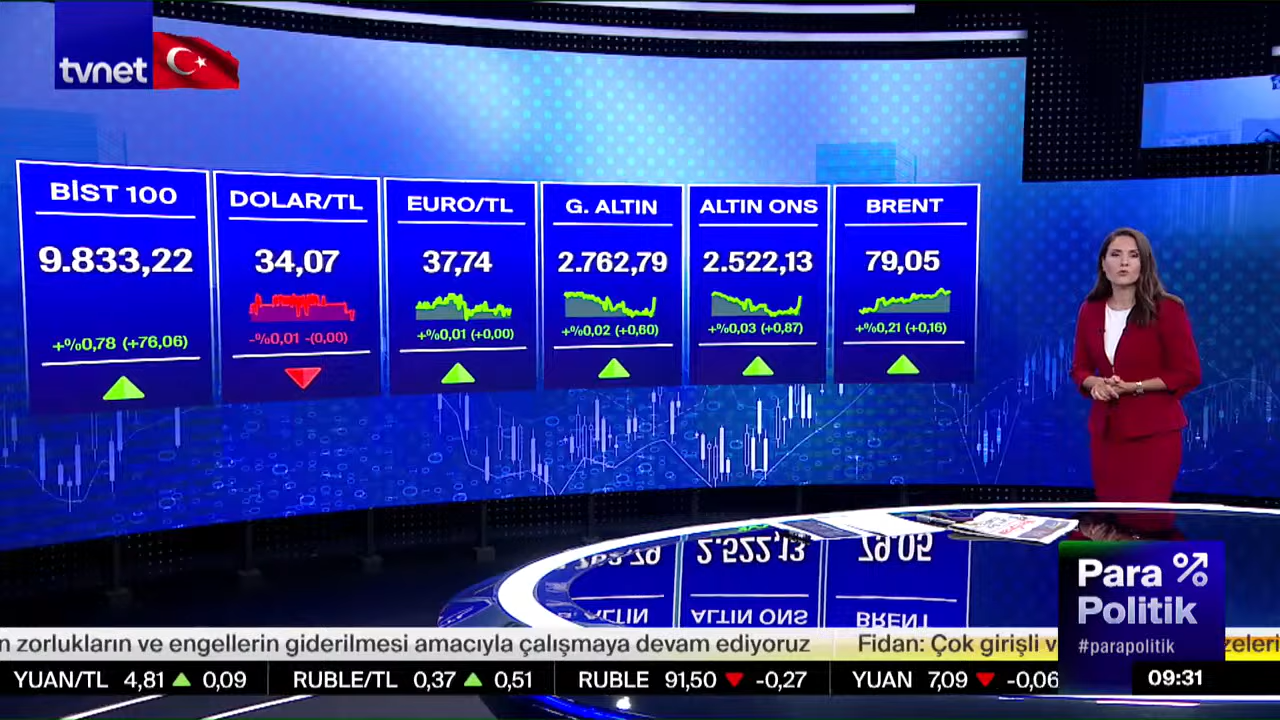 tvnet
BİST 100
9.833,22
+%0,78 (+76,06)
DOLAR/TL
34,07
-%0,01 -(0,00)
EURO/TL
37,74
+%0,01 (+0,00)
G. ALTIN
2.762,79
+%0,02 (+0,60)
ALTIN ONS
2.522,13
+%0,03 (+0,87)
BRENT
79,05
+%0,21 (+0,16)
Para %
Politik
#parapolitik
n zorlukların ve engellerin giderilmesi amacıyla çalışmaya devam ediyoruz Fidan: Çok girişli v zeleri
YUAN/TL 4,81 ▲ 0,09 RUBLE/TL 0,37 ▲ 0,51 RUBLE 91,50 ▼ -0,27 YUAN 7,09 ▼ -0,06
09:31